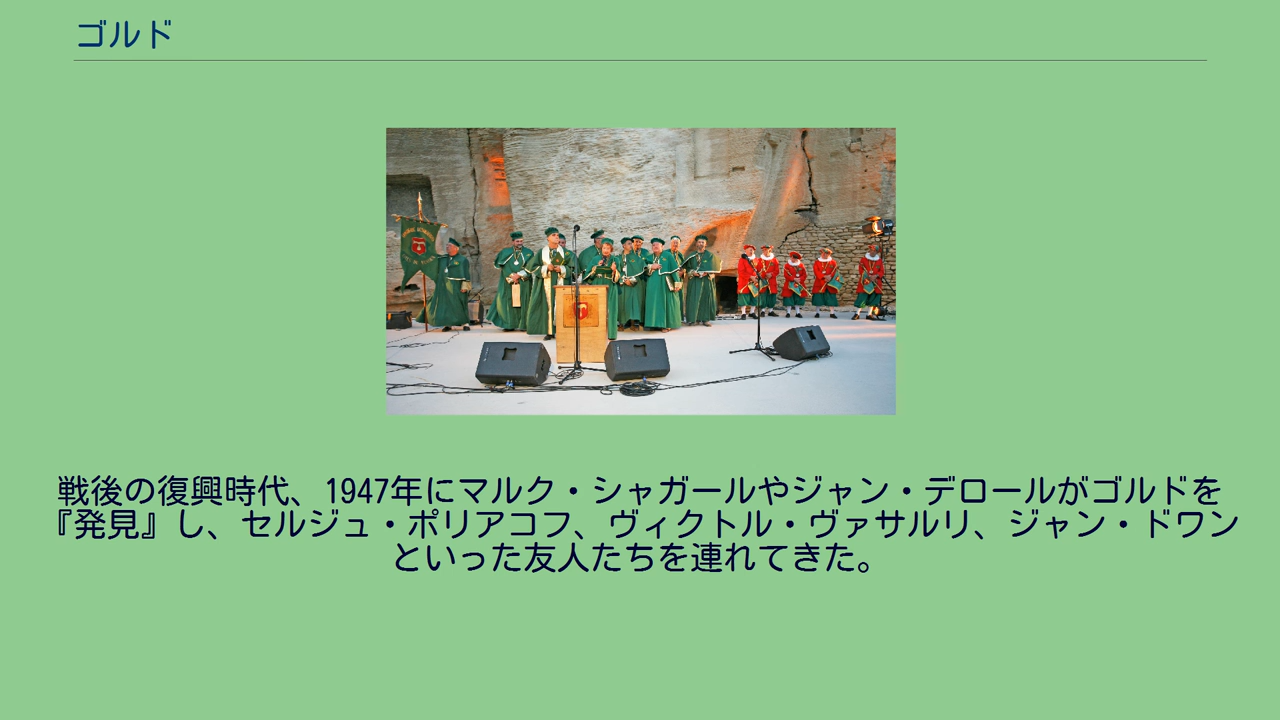 ゴルド
戦後の復興時代、1947年にマルク・シャガールやジャン・デロールがゴルドを
『発見』し、セルジュ・ポリアコフ、ヴィクトル・ヴァサルリ、ジャン・ドワン
といった友人たちを連れてきた。